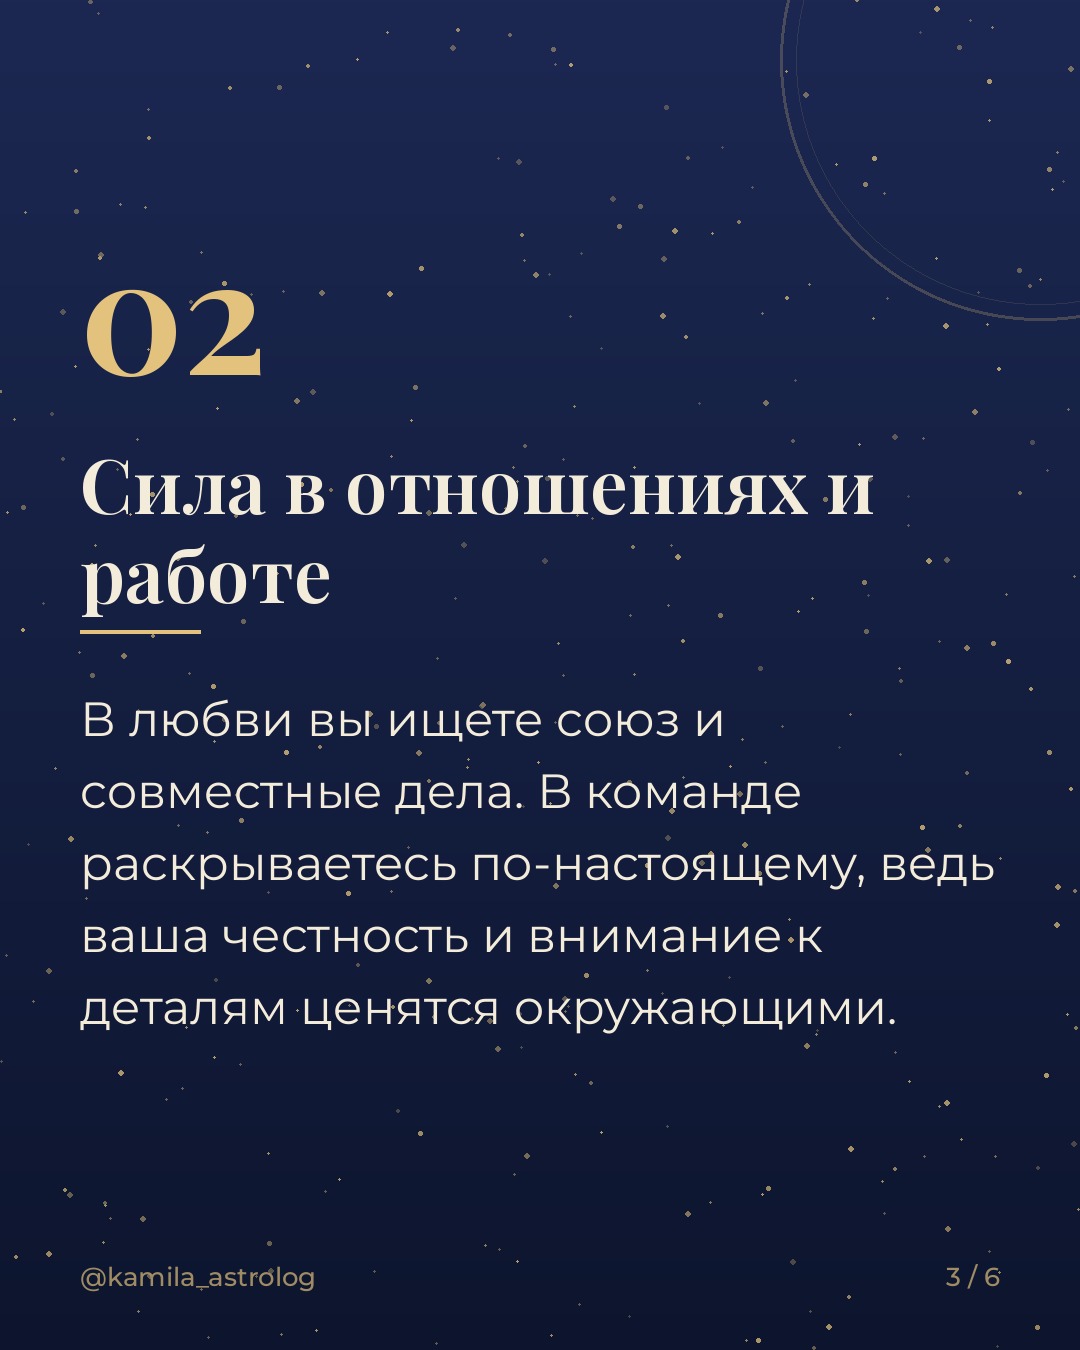 02
Сила в отношениях и
работе
В любви вы ищете союз и
совместные дела. В команде
раскрываетесь по-настоящему, ведь
ваша честность и внимание к
деталям ценятся окружающими.
@kamila_astrolog
3 / 6